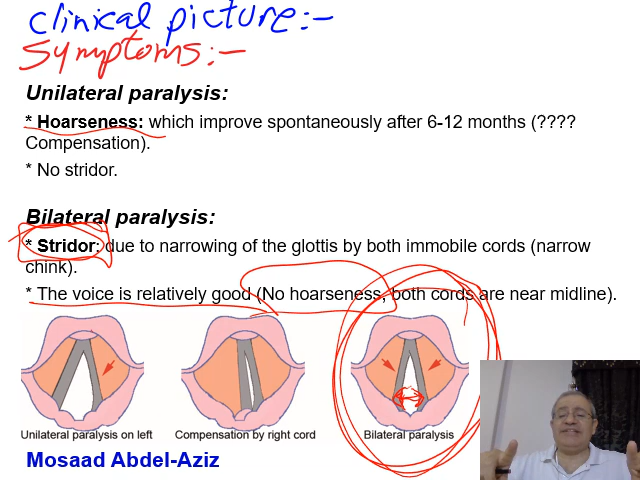 clinical picture:-
Symptoms:-
Unilateral paralysis:
* Hoarseness: which improve spontaneously after 6-12 months (????
Compensation).
* No stridor.
Bilateral paralysis:
* Stridor: due to narrowing of the glottis by both immobile cords (narrow
chink).
* The voice is relatively good (No hoarseness, both cords are near midline).
Unilateral paralysis on left
Compensation by right cord
Bilateral paralysis
Mosaad Abdel-Aziz